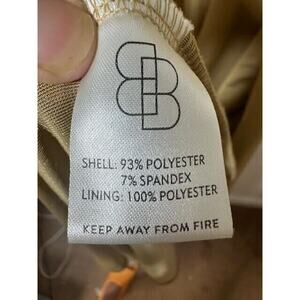 SHELL: 93% POLYESTER
7% SPANDEX
LINING: 100% POLYESTER
KEEP AWAY FROM FIRE